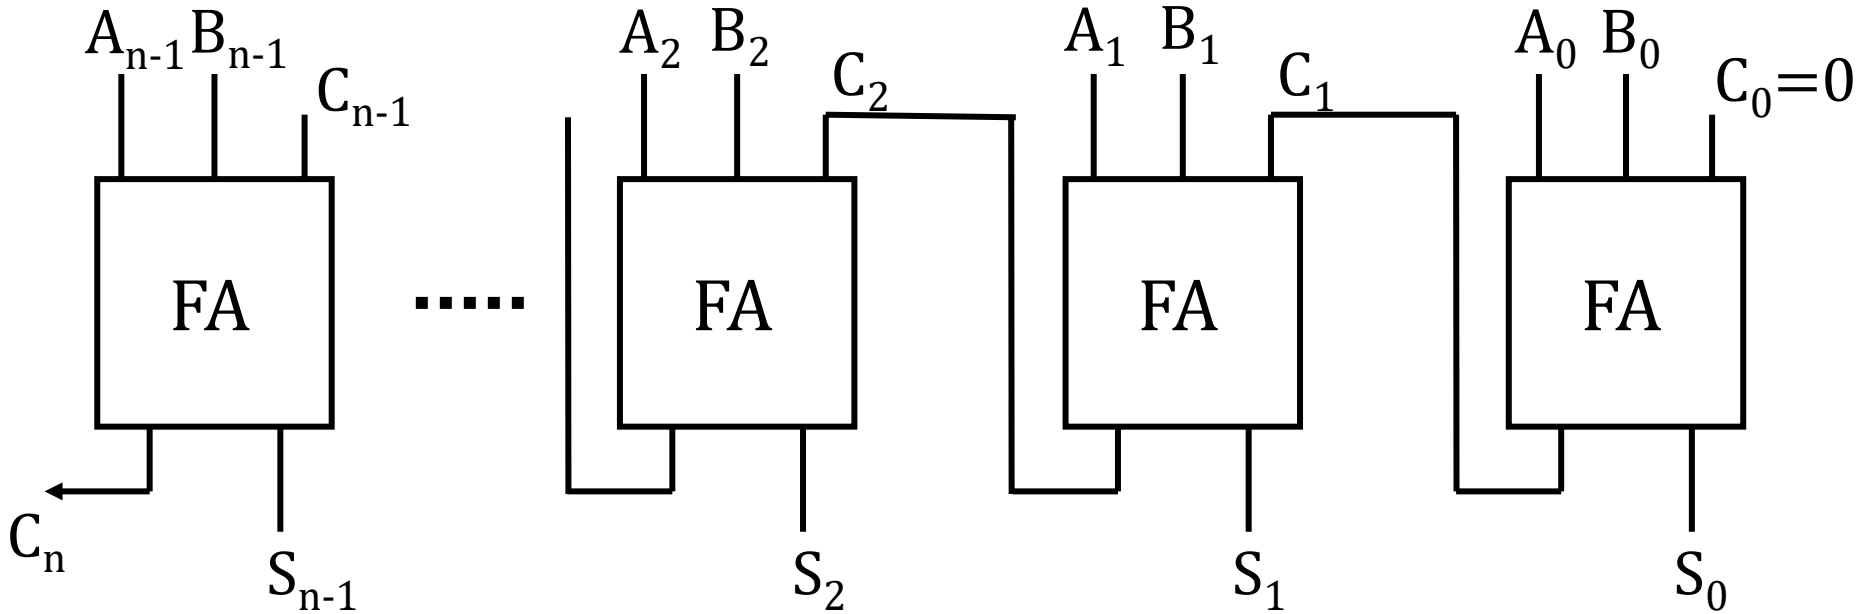 Aₙ₋₁ Bₙ₋₁ Cₙ₋₁ A₂ B₂ C₂ A₁ B₁ C₁ A₀ B₀ C₀=0
FA ..... FA FA FA
Cₙ Sₙ₋₁ S₂ S₁ S₀